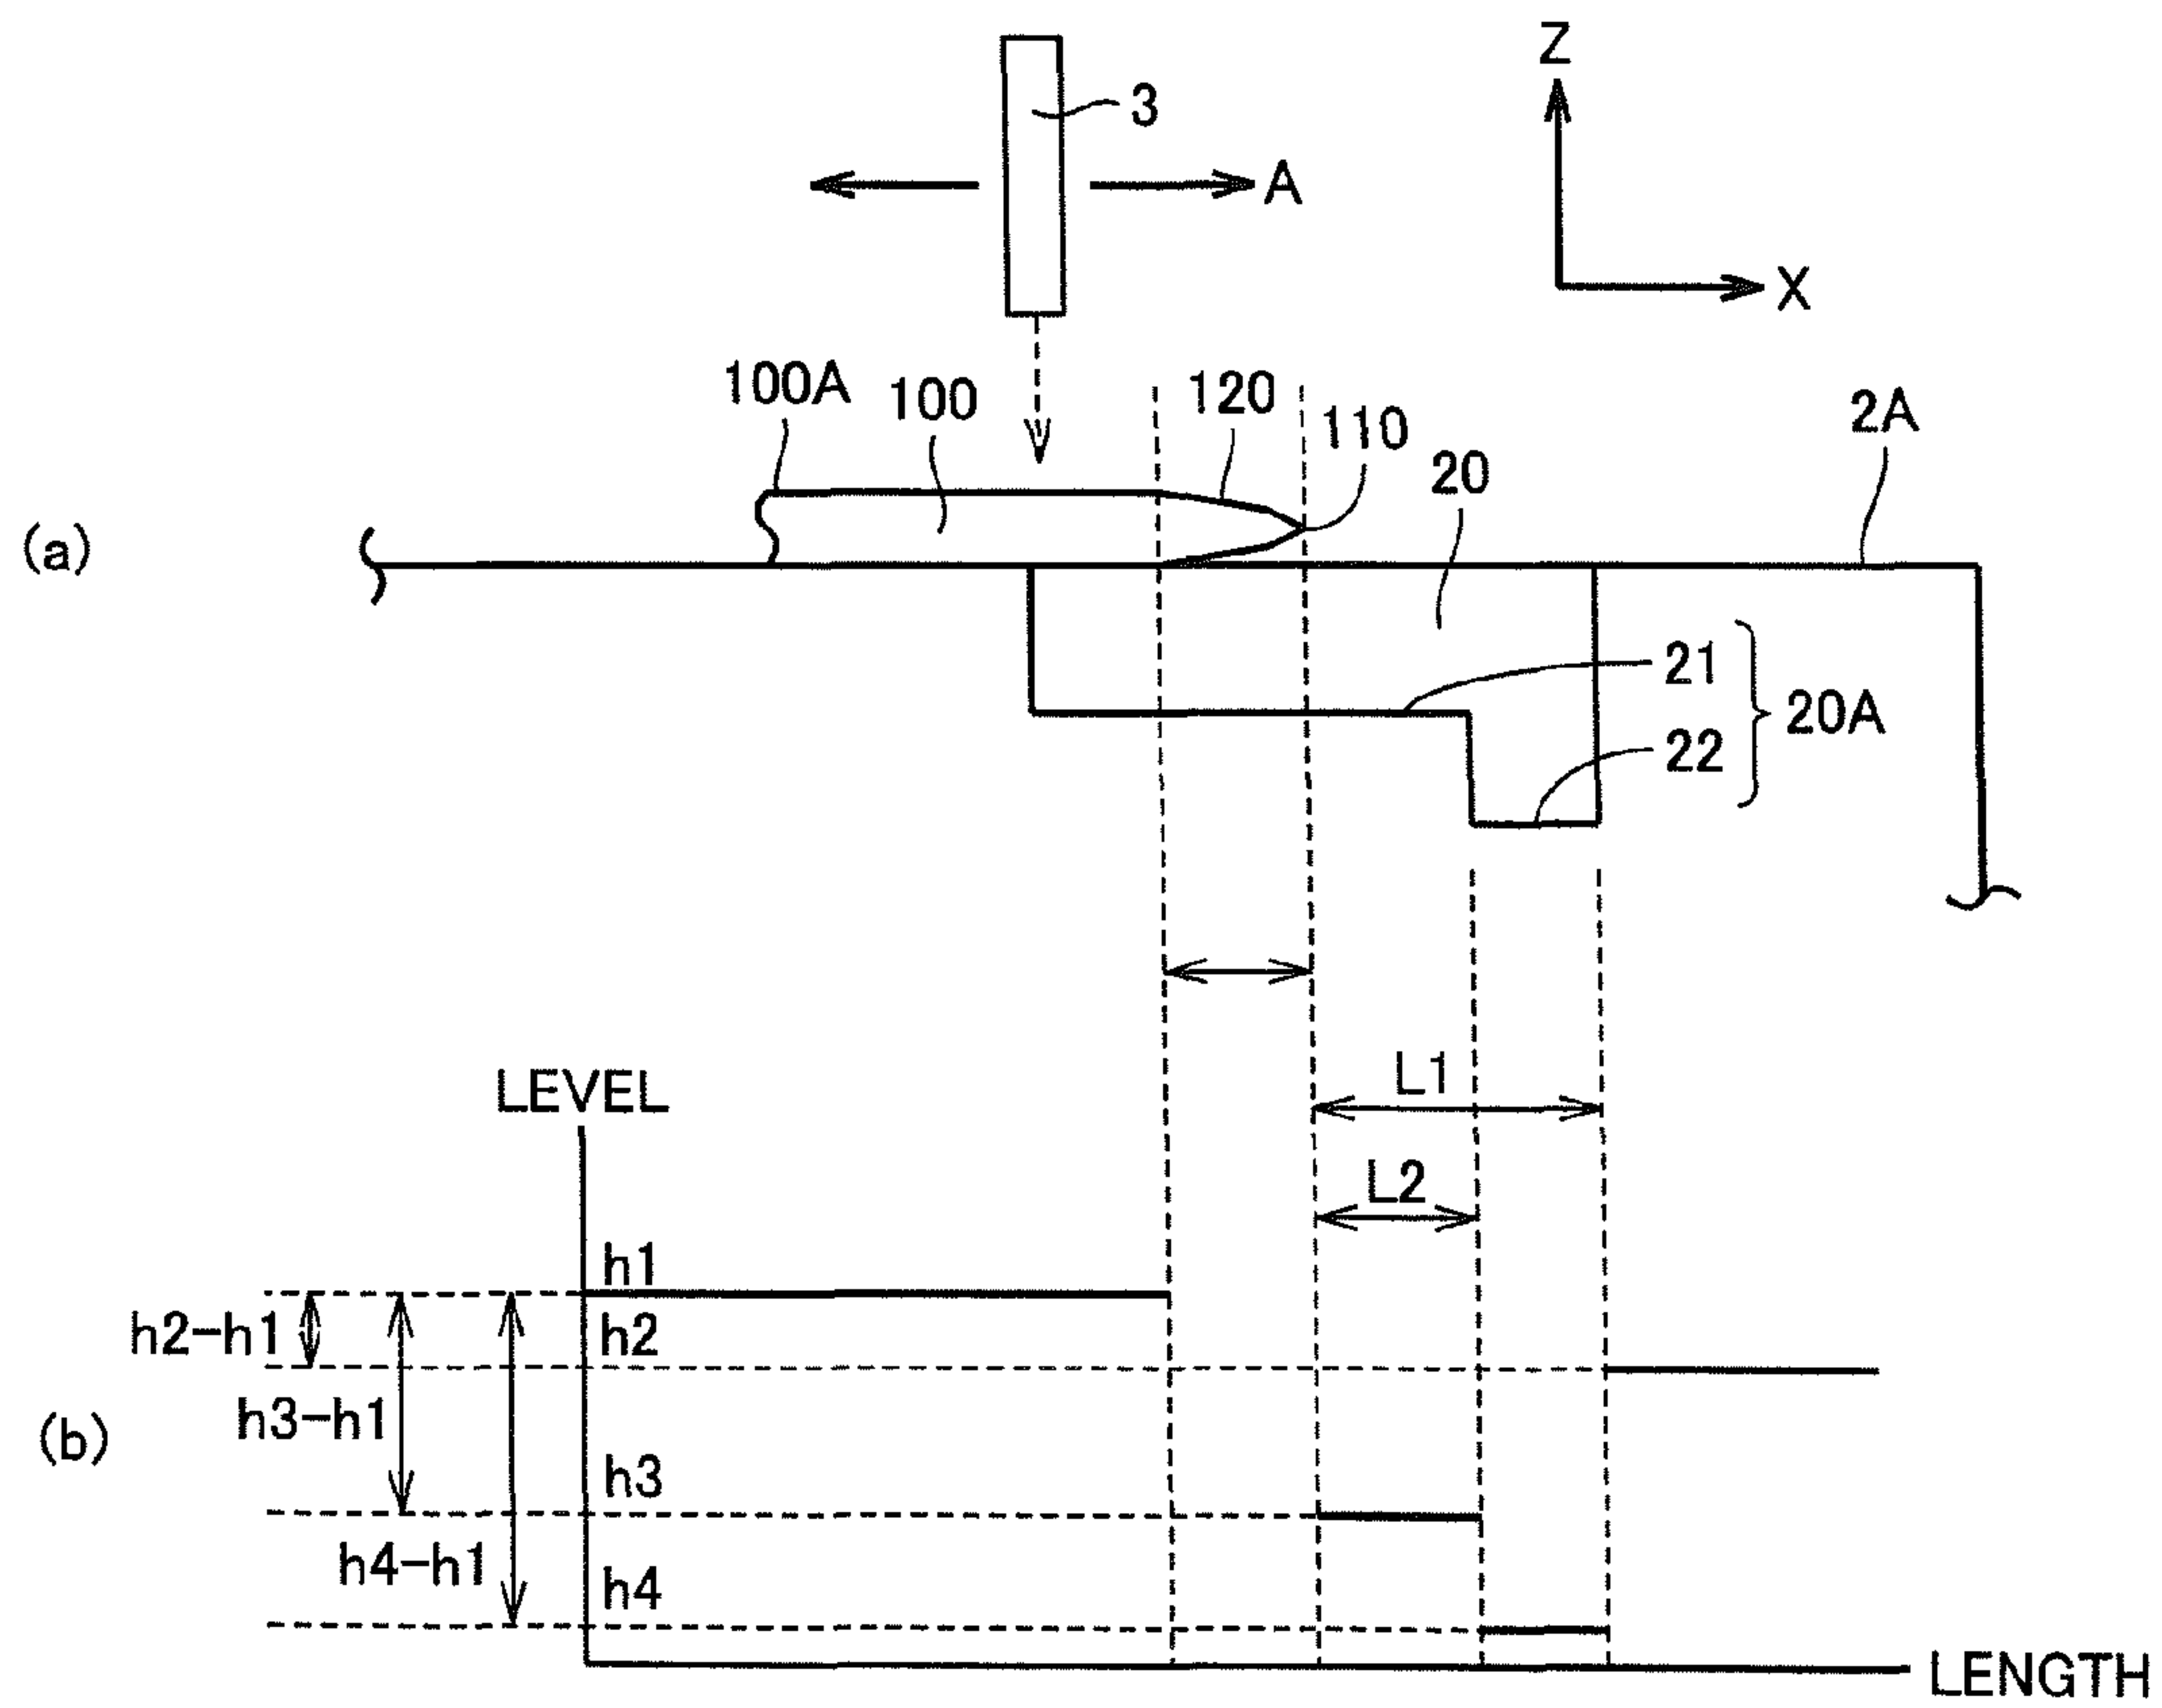 Z
3
A
X
100A
100
120
110
2A
20
(a)
21
20A
22
L1
LEVEL
L2
h1
h2-h1
h2
h3-h1
(b)
h3
h4-h1
h4
LENGTH